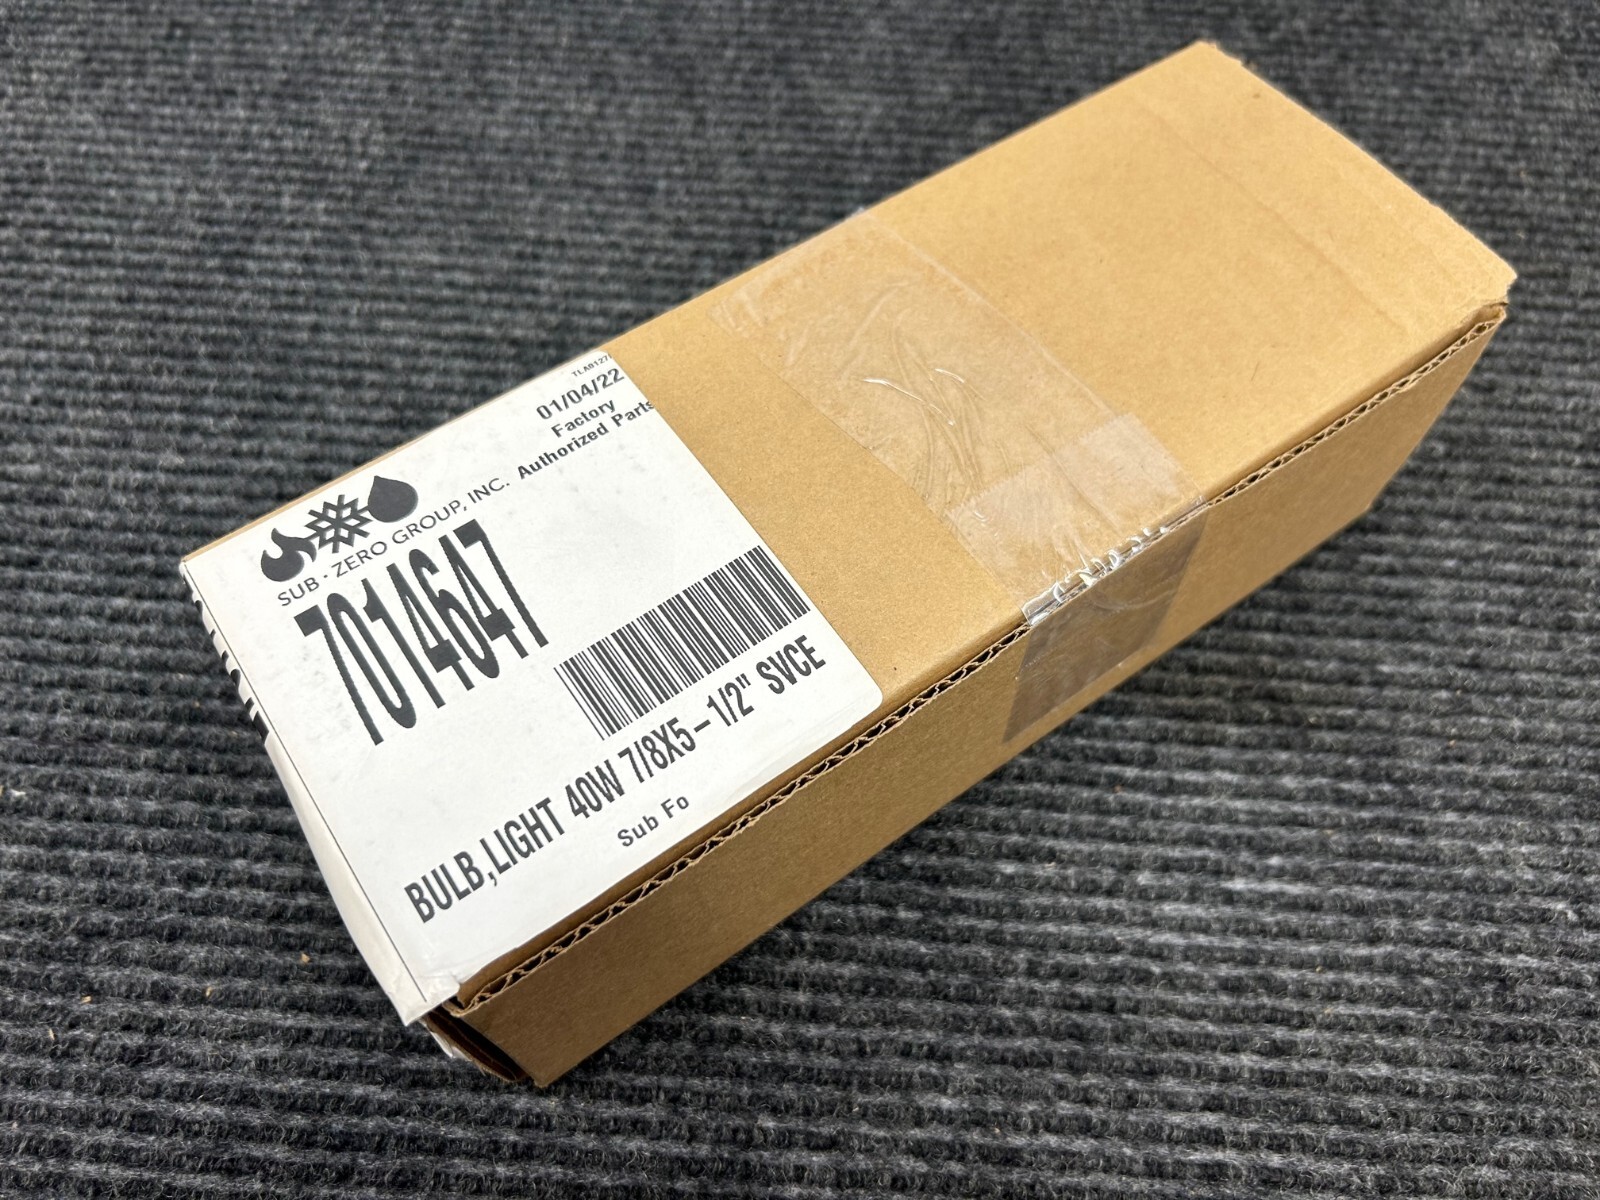 TLAB127
01/04/22
Factory
Authorized Parts
SUB·ZERO GROUP, INC.
7014647
BULB,LIGHT 40W 7/8X5-1/2" SVCE
Sub Fo